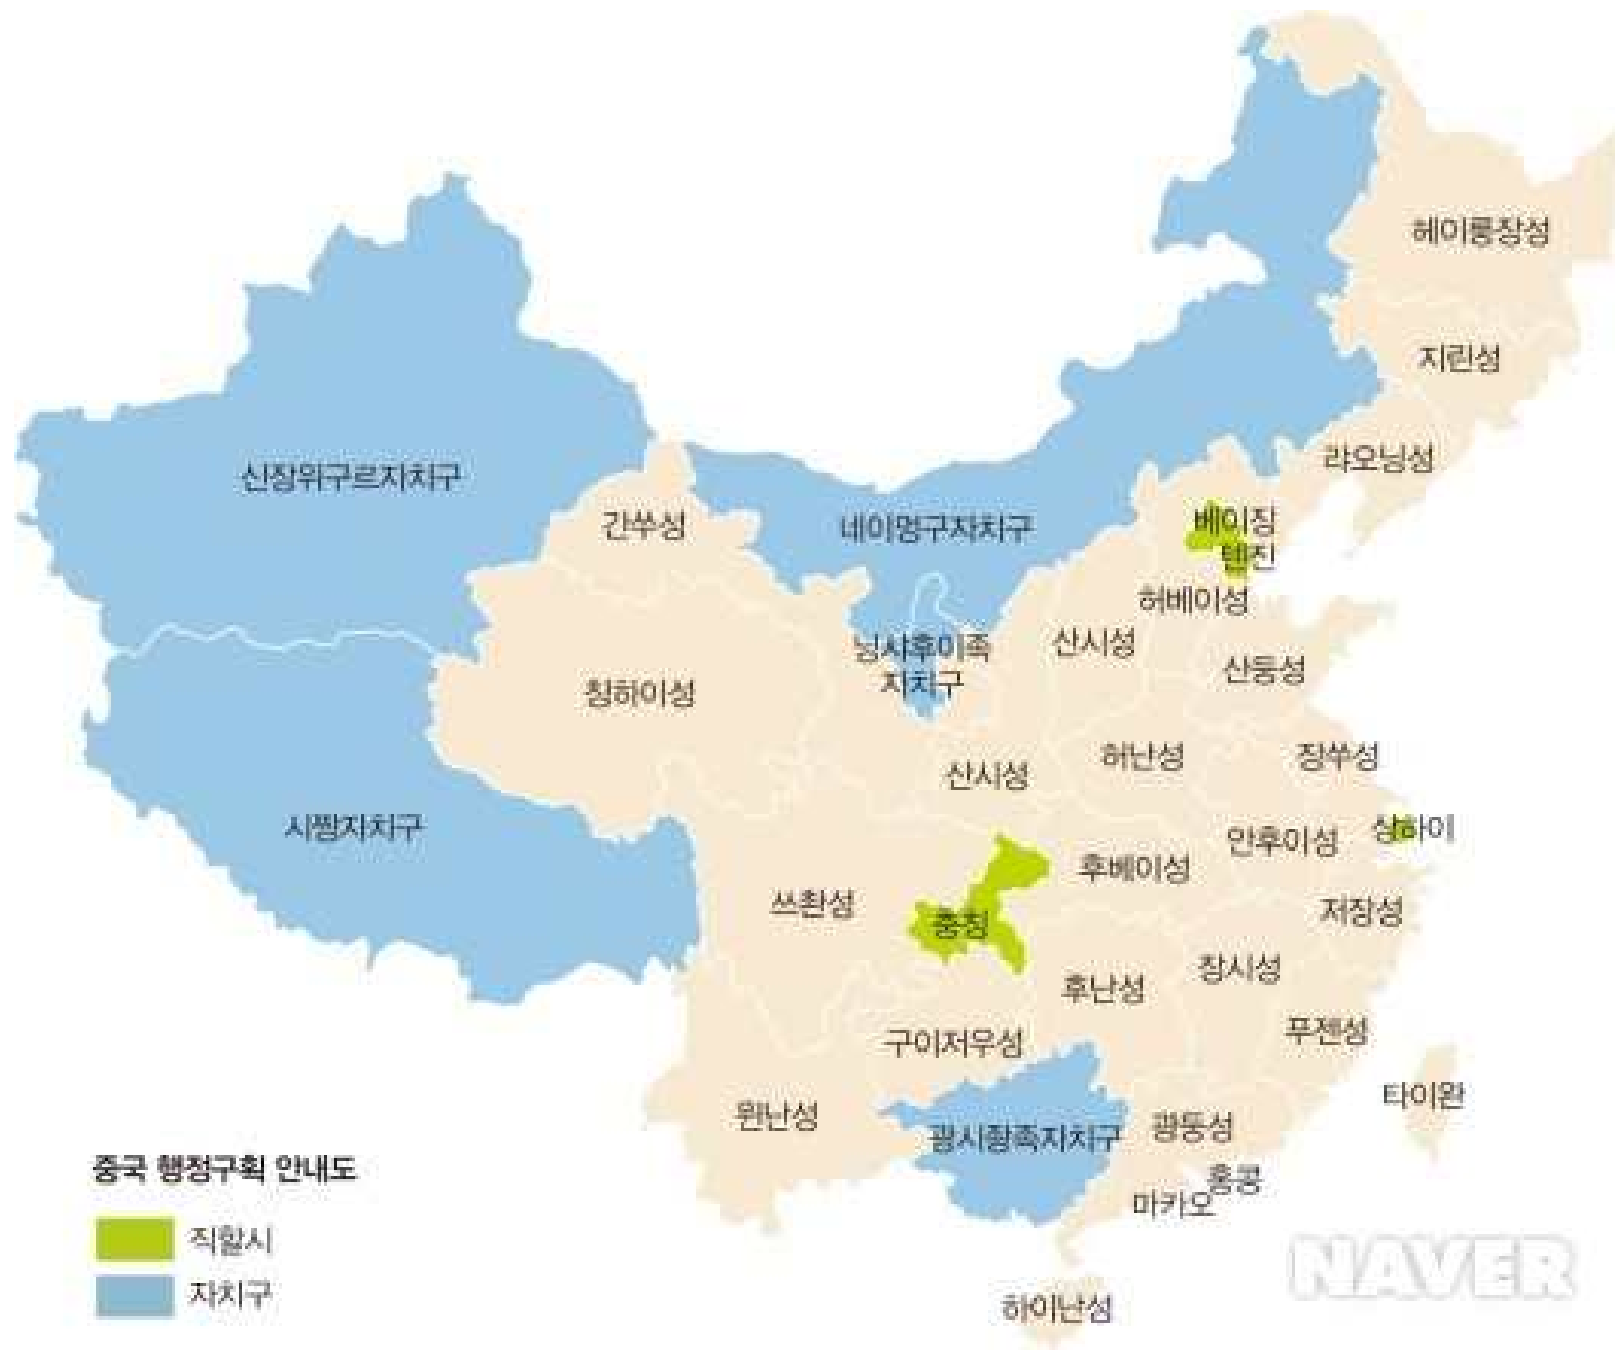 헤이룽장성
지린성
랴오닝성
신장위구르자치구
간쑤성
네이멍구자치구
베이징
톈진
허베이성
닝샤후이족
자치구
산시성
산둥성
칭하이성
산시성
허난성
장쑤성
시짱자치구
안후이성
상하이
후베이성
쓰촨성
충칭
저장성
장시성
후난성
푸젠성
구이저우성
타이완
윈난성
광시좡족자치구
광둥성
홍콩
마카오
하이난성
중국 행정구획 안내도
직할시
자치구
NAVER